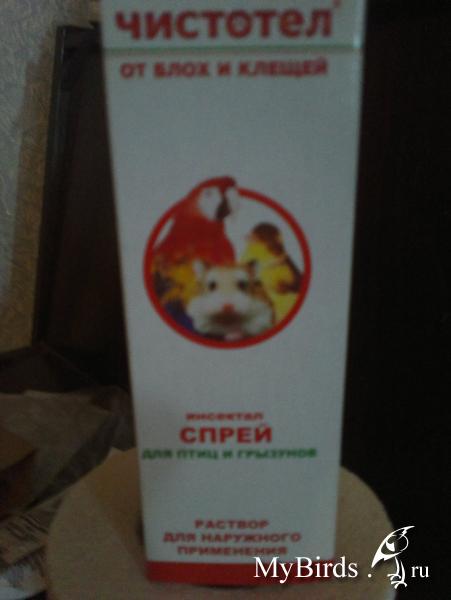 ЧИСТОТЕЛ®
ОТ БЛОХ И КЛЕЩЕЙ
инсектал
СПРЕЙ
ДЛЯ ПТИЦ И ГРЫЗУНОВ
РАСТВОР
ДЛЯ НАРУЖНОГО
ПРИМЕНЕНИЯ
MyBirds.ru